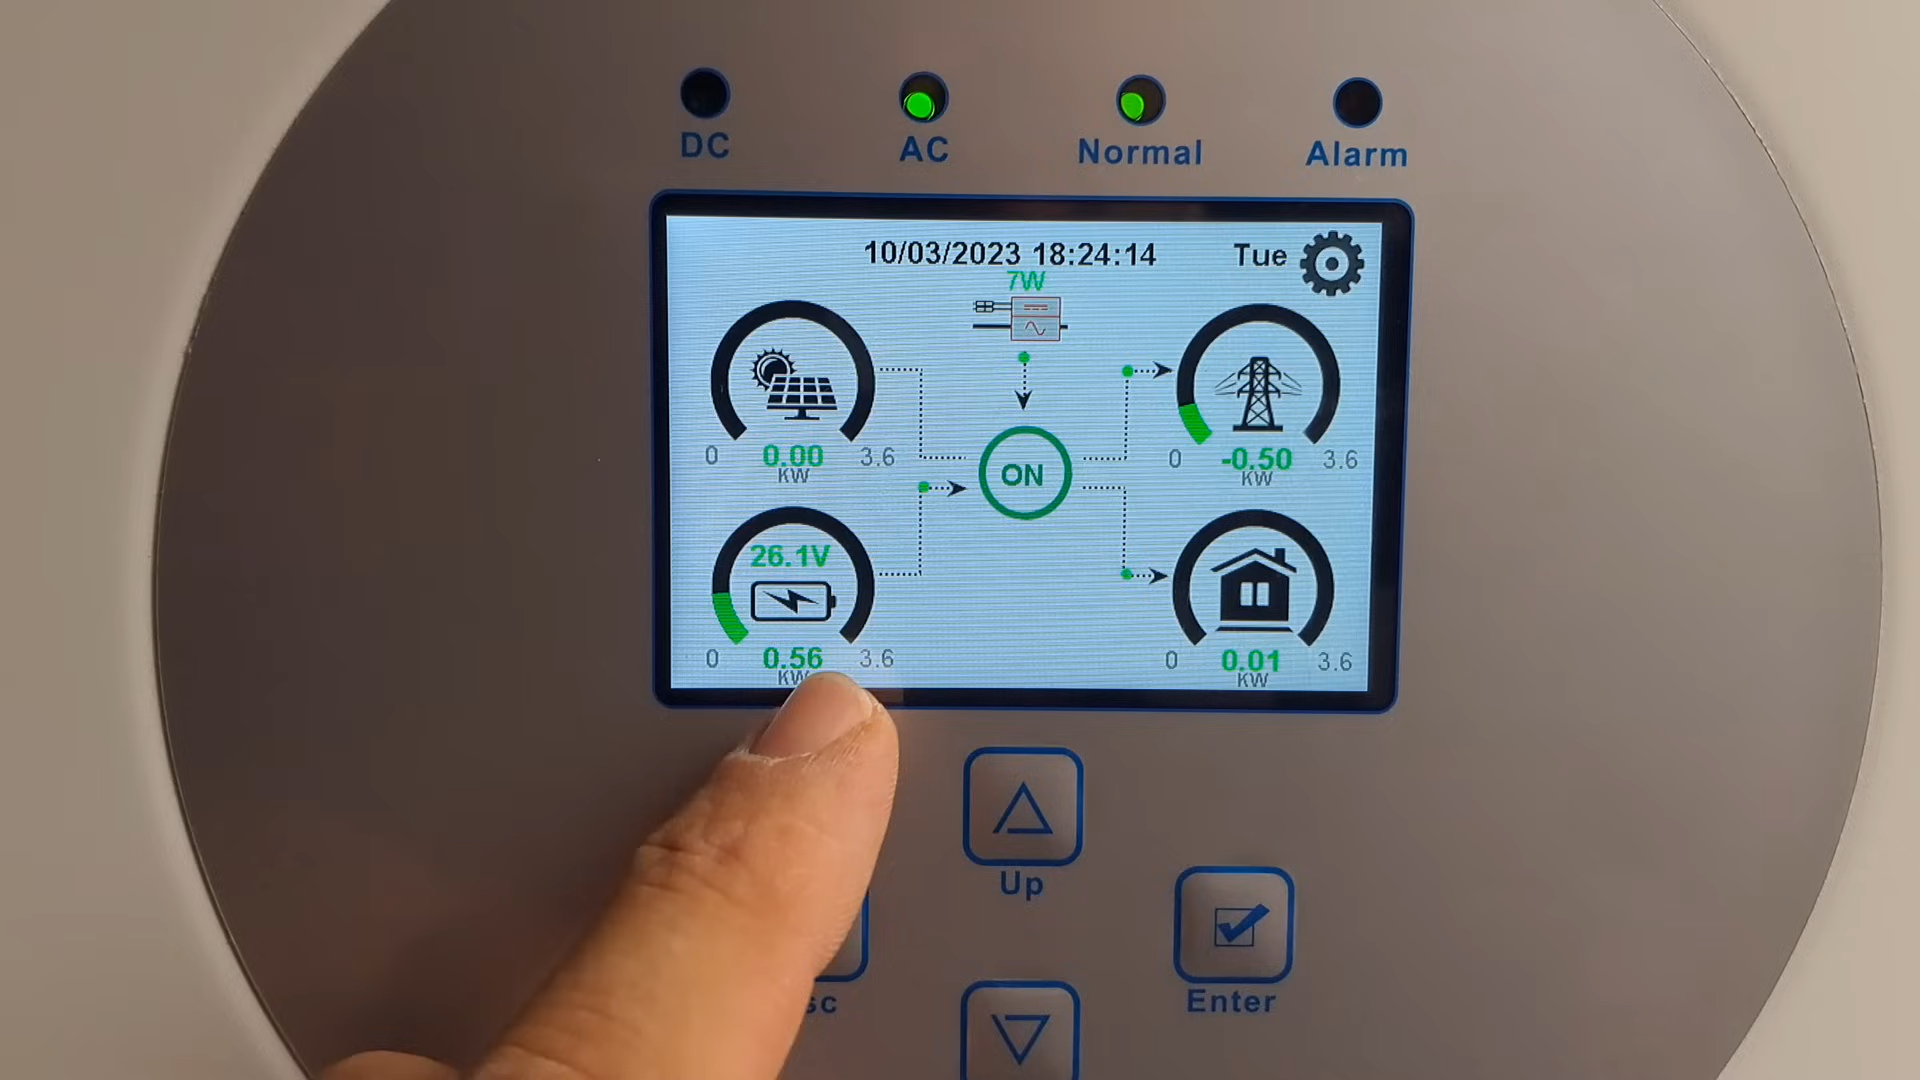 DC
AC
Normal
Alarm
10/03/2023 18:24:14 Tue
7W
0 0.00 3.6
KW
0 -0.50 3.6
KW
ON
26.1V
0 0.56 3.6
KW
0 0.01 3.6
KW
Up
sc
Enter